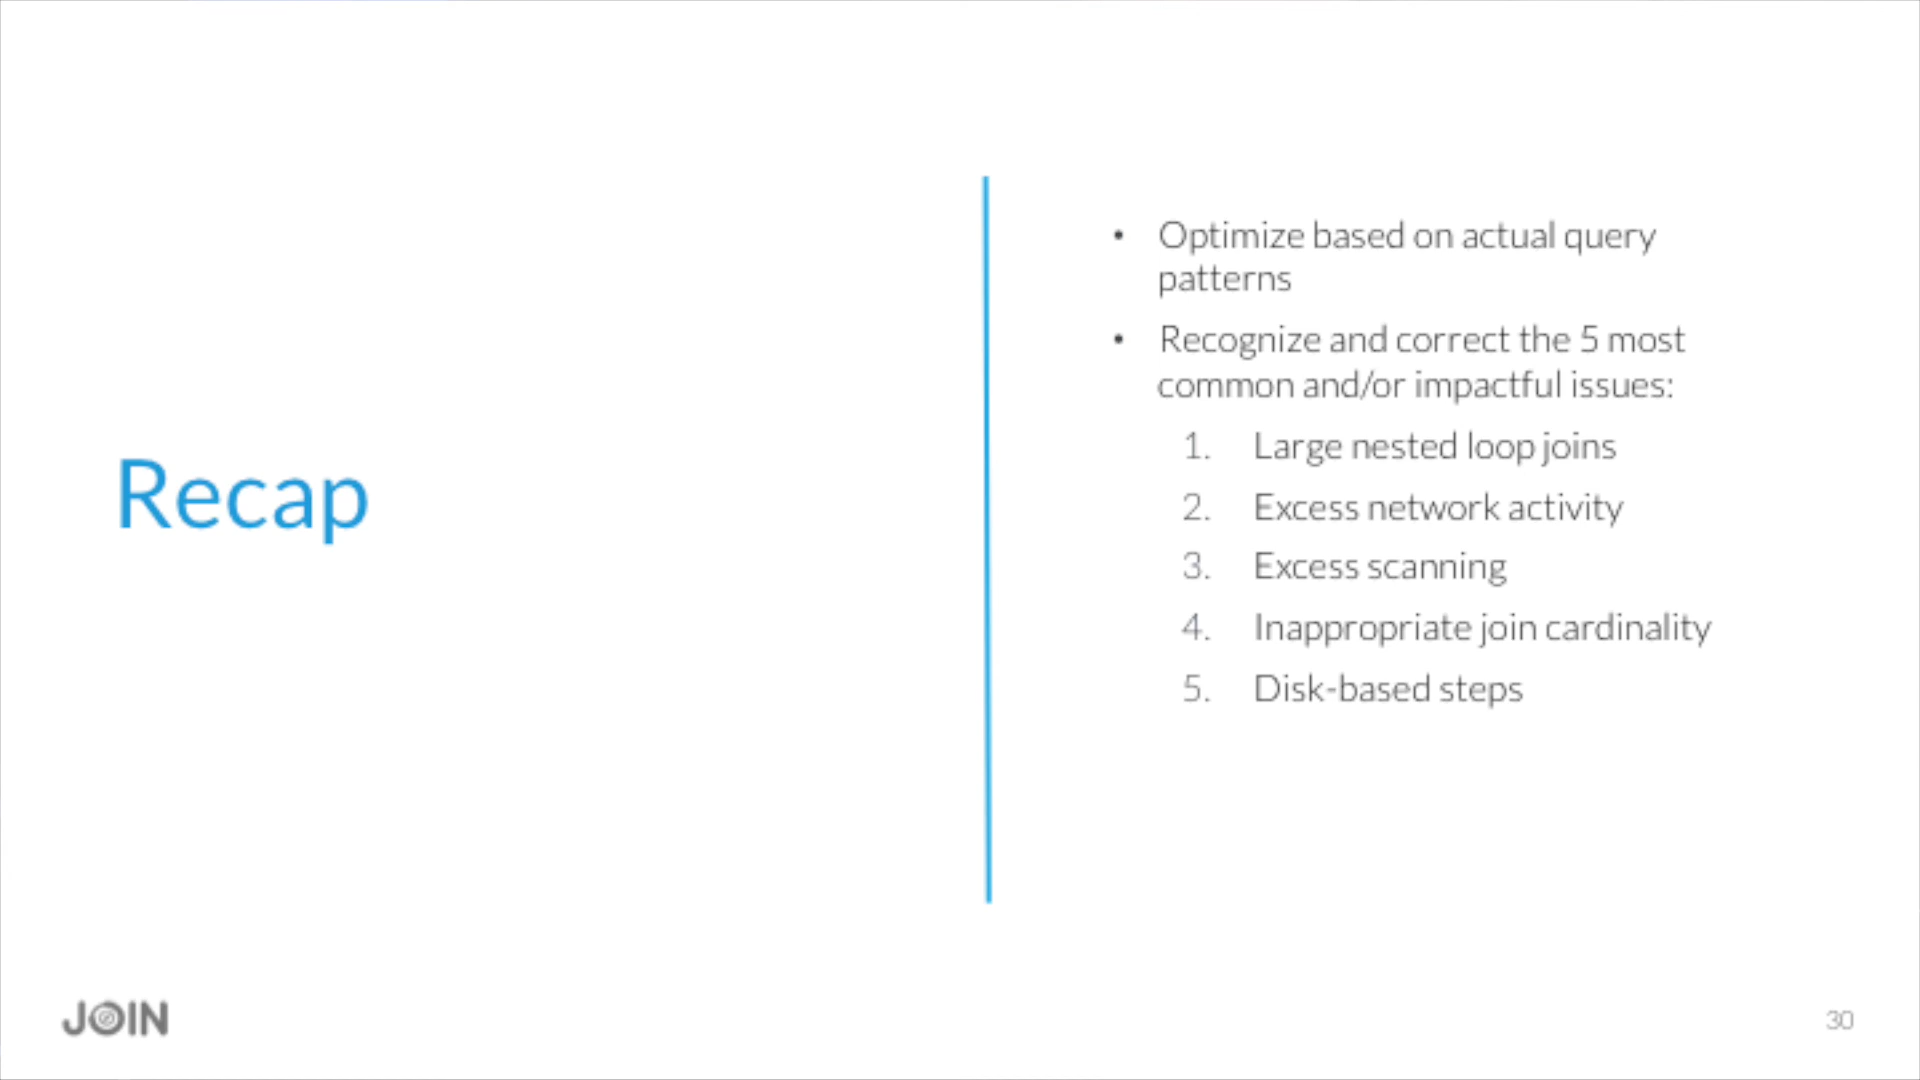 Recap
• Optimize based on actual query
patterns
• Recognize and correct the 5 most
common and/or impactful issues:
1. Large nested loop joins
2. Excess network activity
3. Excess scanning
4. Inappropriate join cardinality
5. Disk-based steps
JOIN
30